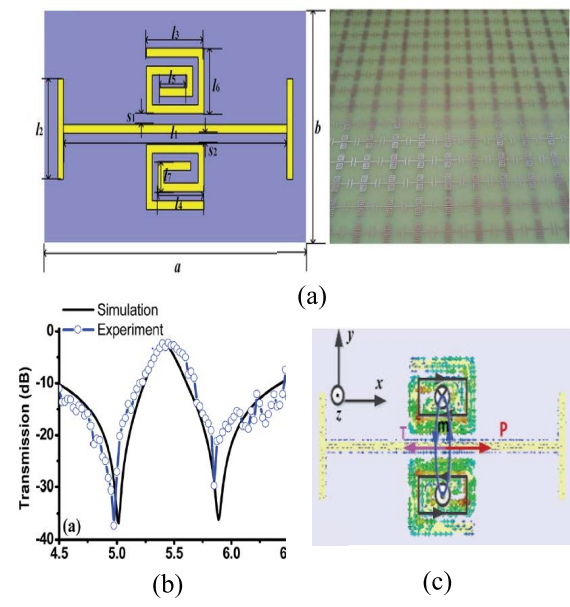 l3
l5
l6
s1
l2
l1
b
s2
l7
l4
a
(a)
Simulation
Experiment
Transmission (dB)
0
-10
-20
-30
-40
(a)
4.5 5.0 5.5 6.0 6
(b)
y
x
z
m
T
P
(c)